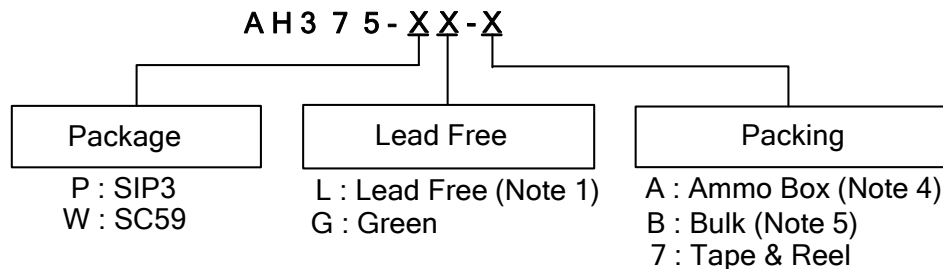 AH375-XX-X
Package
P : SIP3
W : SC59
Lead Free
L : Lead Free (Note 1)
G : Green
Packing
A : Ammo Box (Note 4)
B : Bulk (Note 5)
7 : Tape & Reel